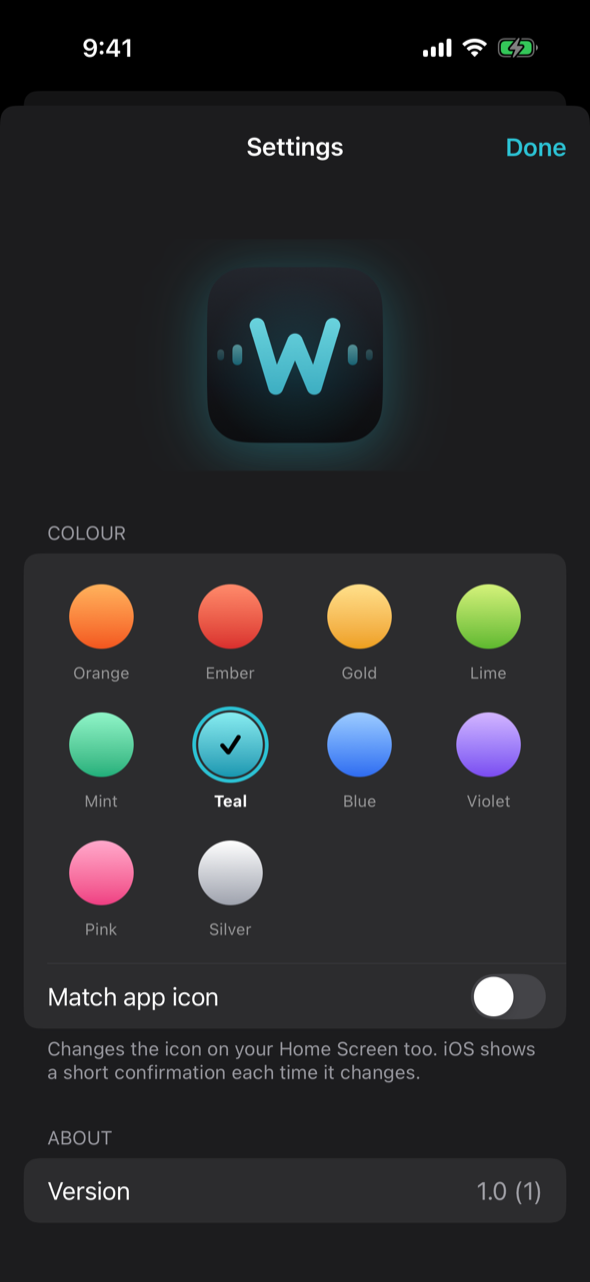 9:41
Settings
Done
W
COLOUR
Orange
Ember
Gold
Lime
Mint
Teal
Blue
Violet
Pink
Silver
Match app icon
Changes the icon on your Home Screen too. iOS shows
a short confirmation each time it changes.
ABOUT
Version
1.0 (1)